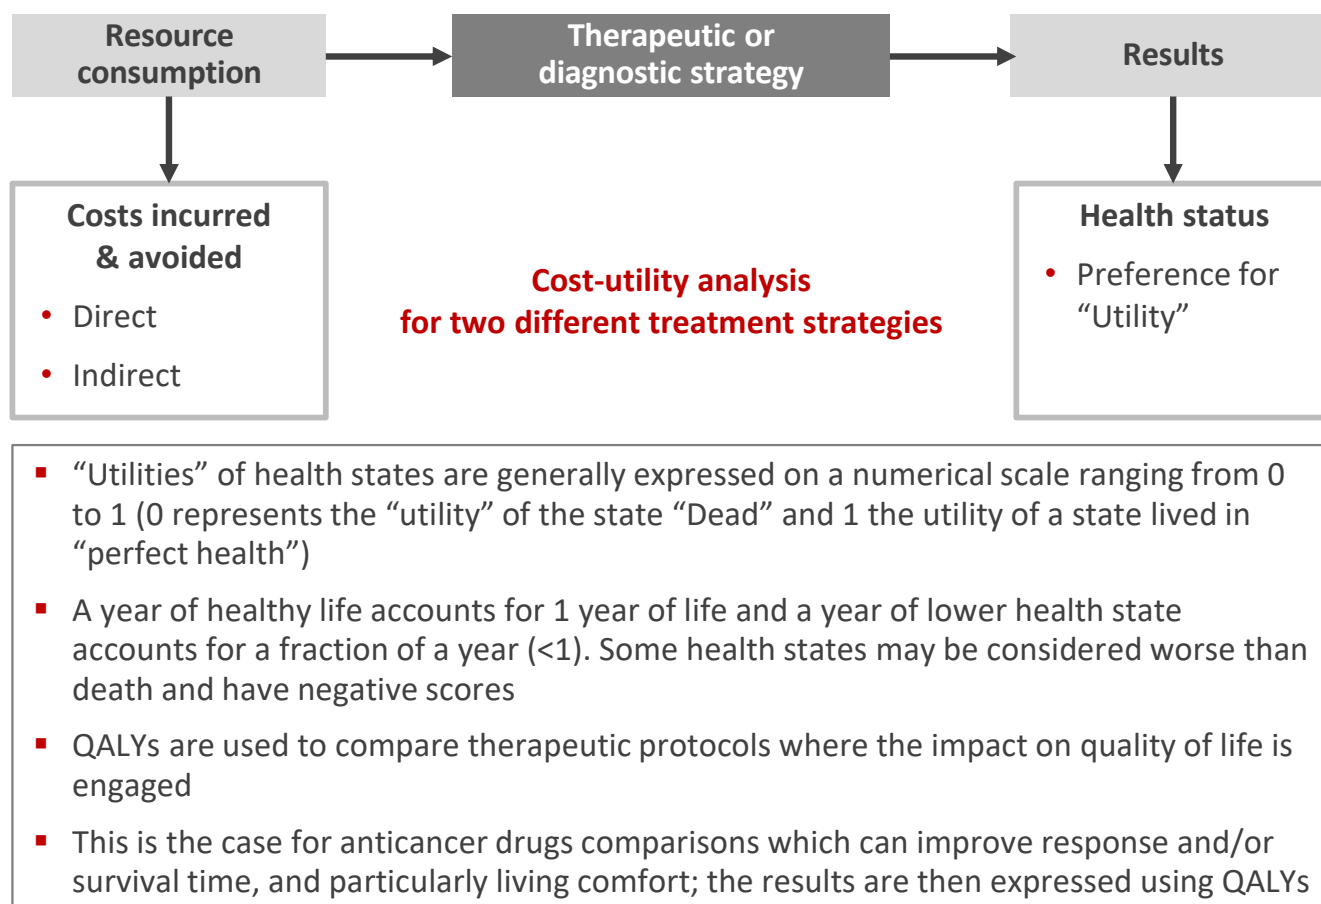 Resource
consumption
Therapeutic or
diagnostic strategy
Results
Costs incurred
& avoided
• Direct
• Indirect
Cost-utility analysis
for two different treatment strategies
Health status
• Preference for
“Utility”
▪ “Utilities” of health states are generally expressed on a numerical scale ranging from 0
to 1 (0 represents the “utility” of the state “Dead” and 1 the utility of a state lived in
“perfect health”)
▪ A year of healthy life accounts for 1 year of life and a year of lower health state
accounts for a fraction of a year (<1). Some health states may be considered worse than
death and have negative scores
▪ QALYs are used to compare therapeutic protocols where the impact on quality of life is
engaged
▪ This is the case for anticancer drugs comparisons which can improve response and/or
survival time, and particularly living comfort; the results are then expressed using QALYs